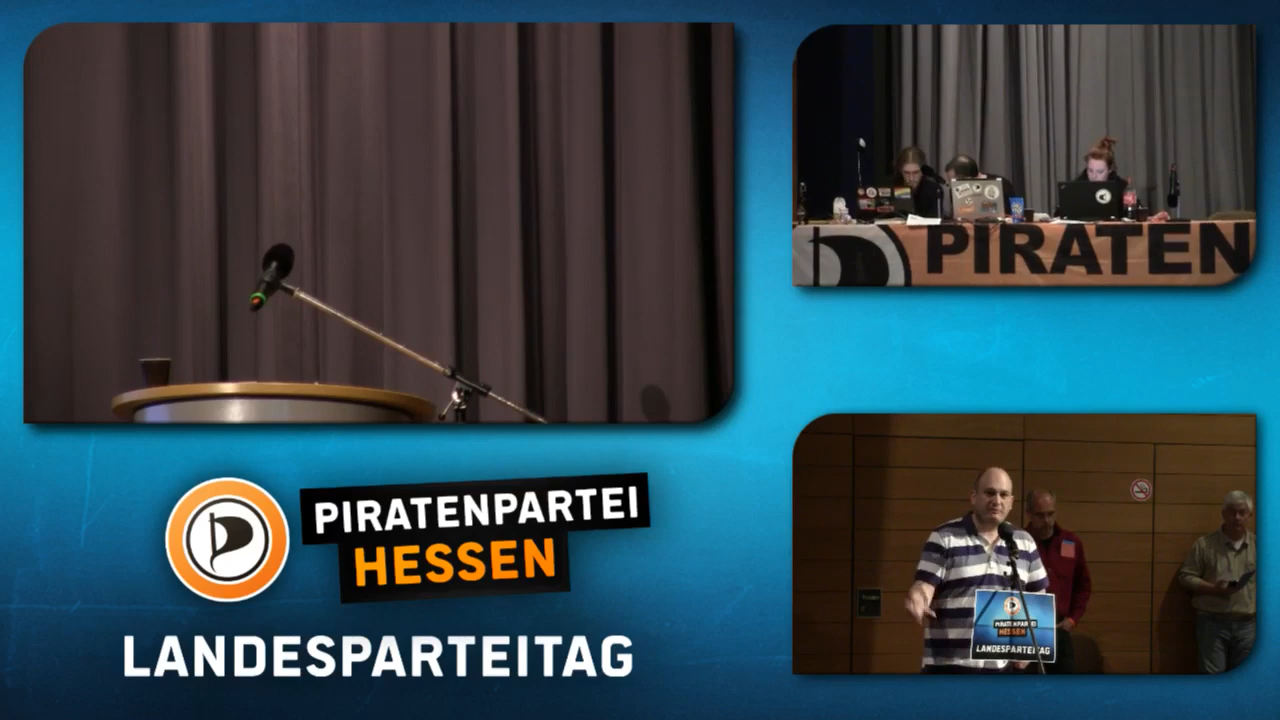 PIRATEN
PIRATENPARTEI
HESSEN
LANDESPARTEITAG
PIRATENPARTEI
HESSEN
LANDESPARTEITAG